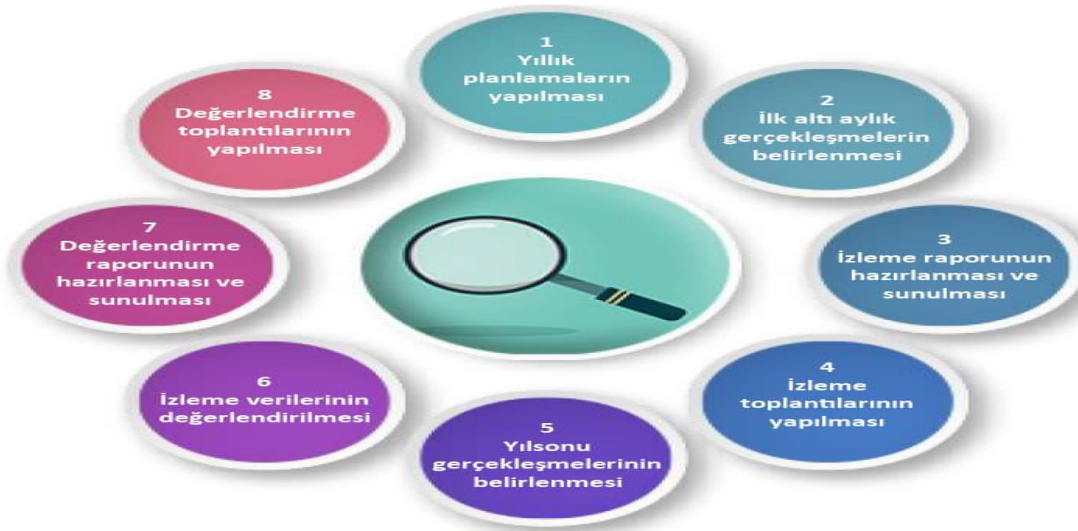 1
Yıllık
planlamaların
yapılması
2
İlk altı aylık
gerçekleşmelerin
belirlenmesi
3
İzleme raporunun
hazırlanması ve
sunulması
4
İzleme
toplantılarının
yapılması
5
Yılsonu
gerçekleşmelerinin
belirlenmesi
6
İzleme verilerinin
değerlendirilmesi
7
Değerlendirme
raporunun
hazırlanması ve
sunulması
8
Değerlendirme
toplantılarının
yapılması